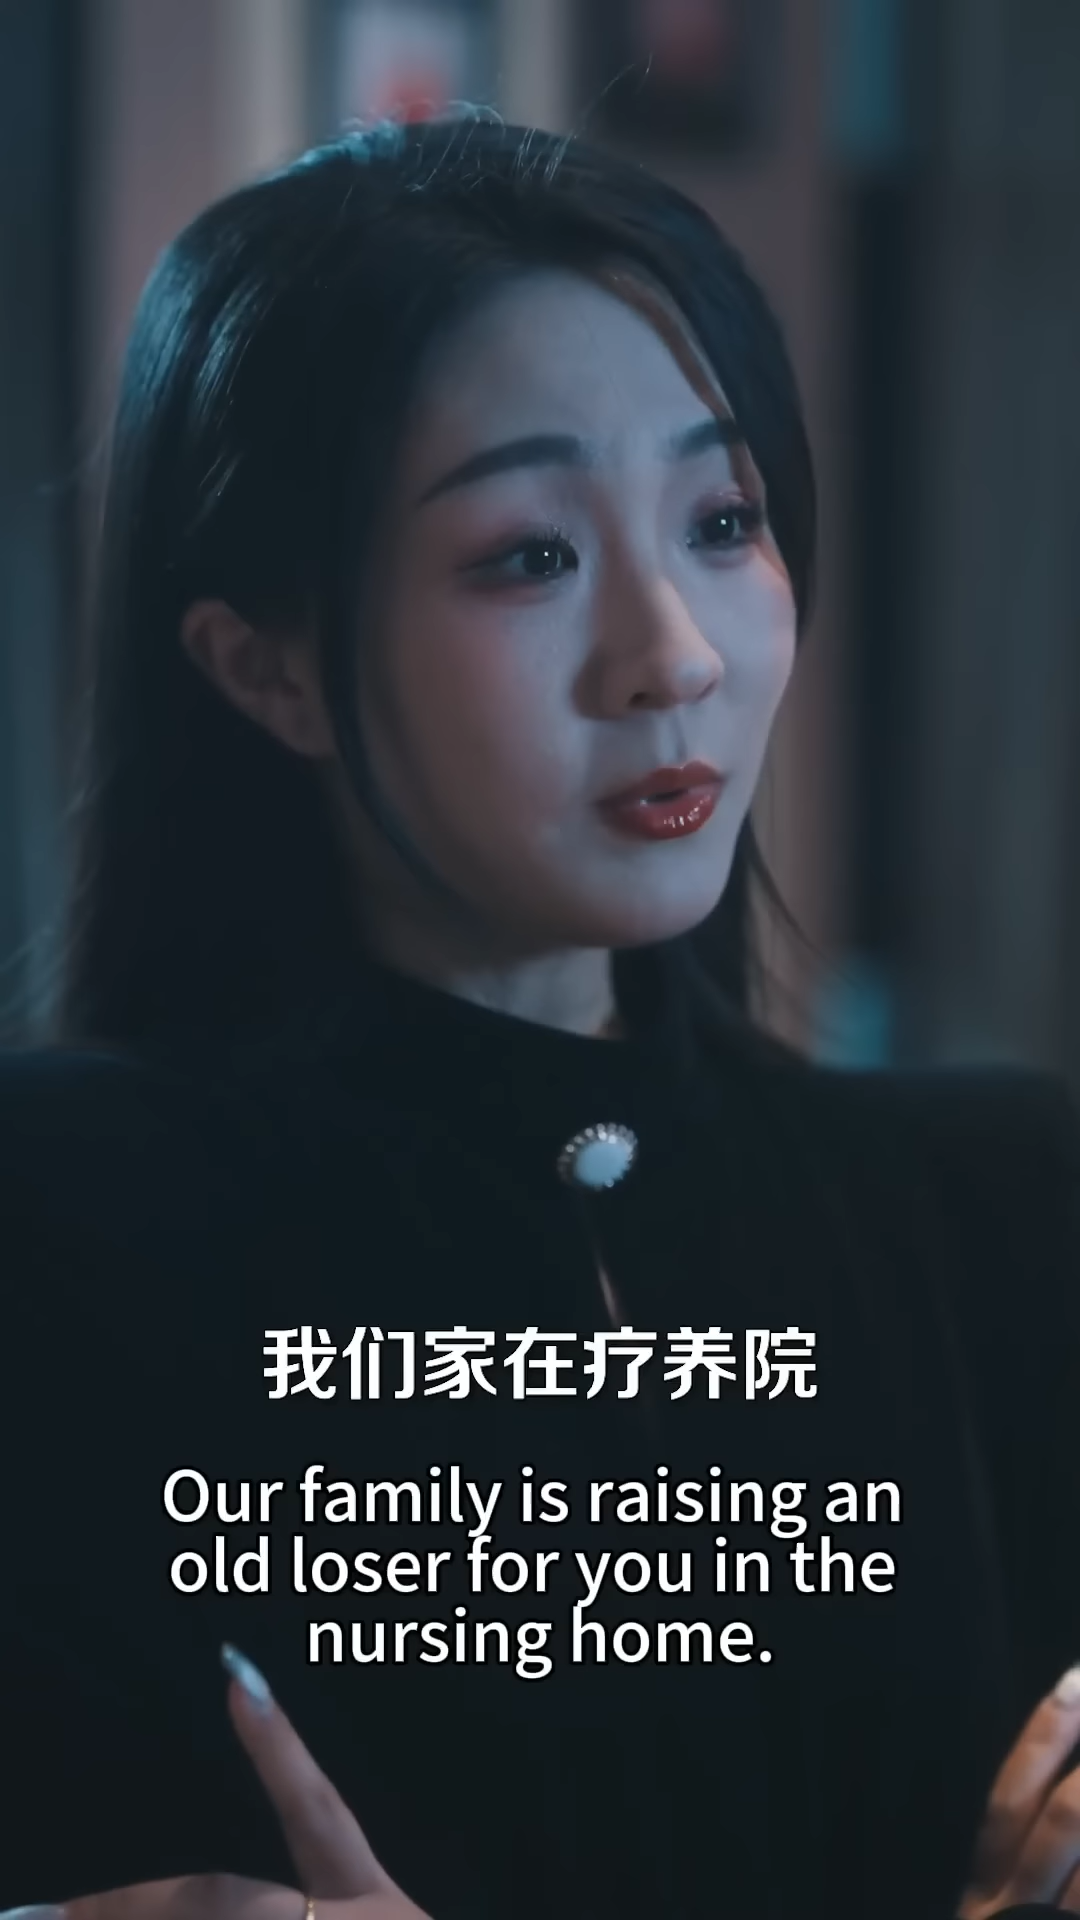 我们家在疗养院
Our family is raising an
old loser for you in the
nursing home.